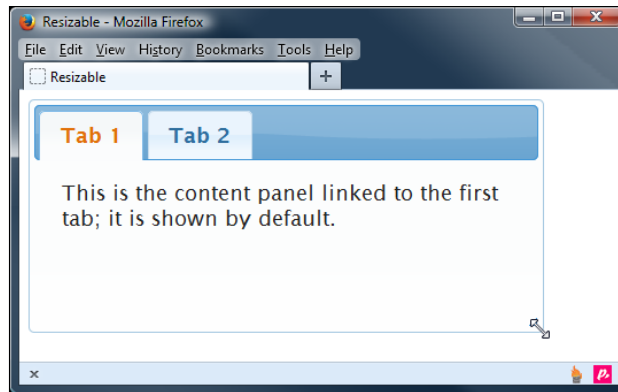 Resizable - Mozilla Firefox
File Edit View History Bookmarks Tools Help
Resizable
Tab 1 Tab 2
This is the content panel linked to the first
tab; it is shown by default.